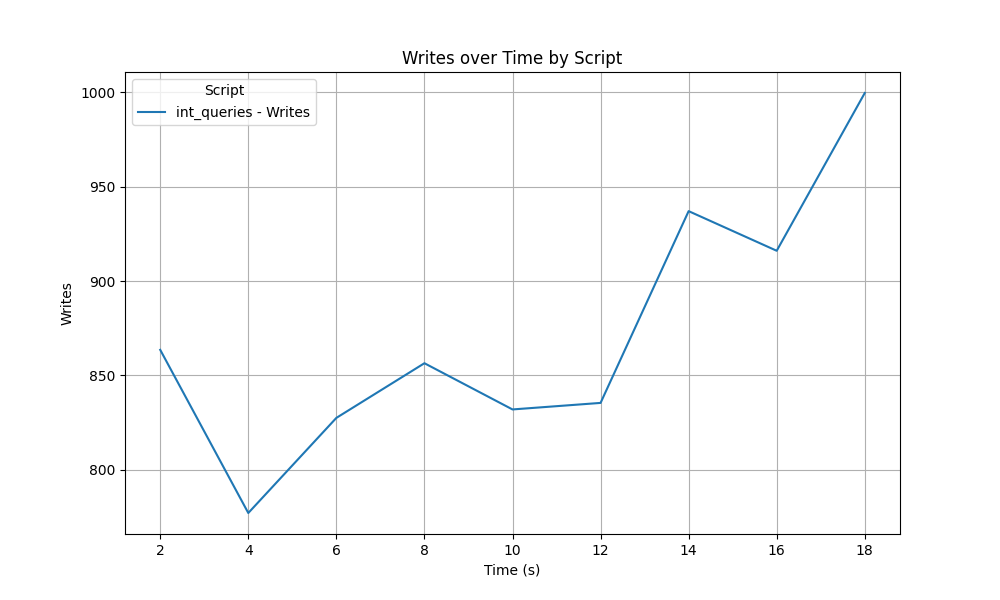 Writes over Time by Script
Script
int_queries - Writes
Writes
1000
950
900
850
800
2 4 6 8 10 12 14 16 18
Time (s)